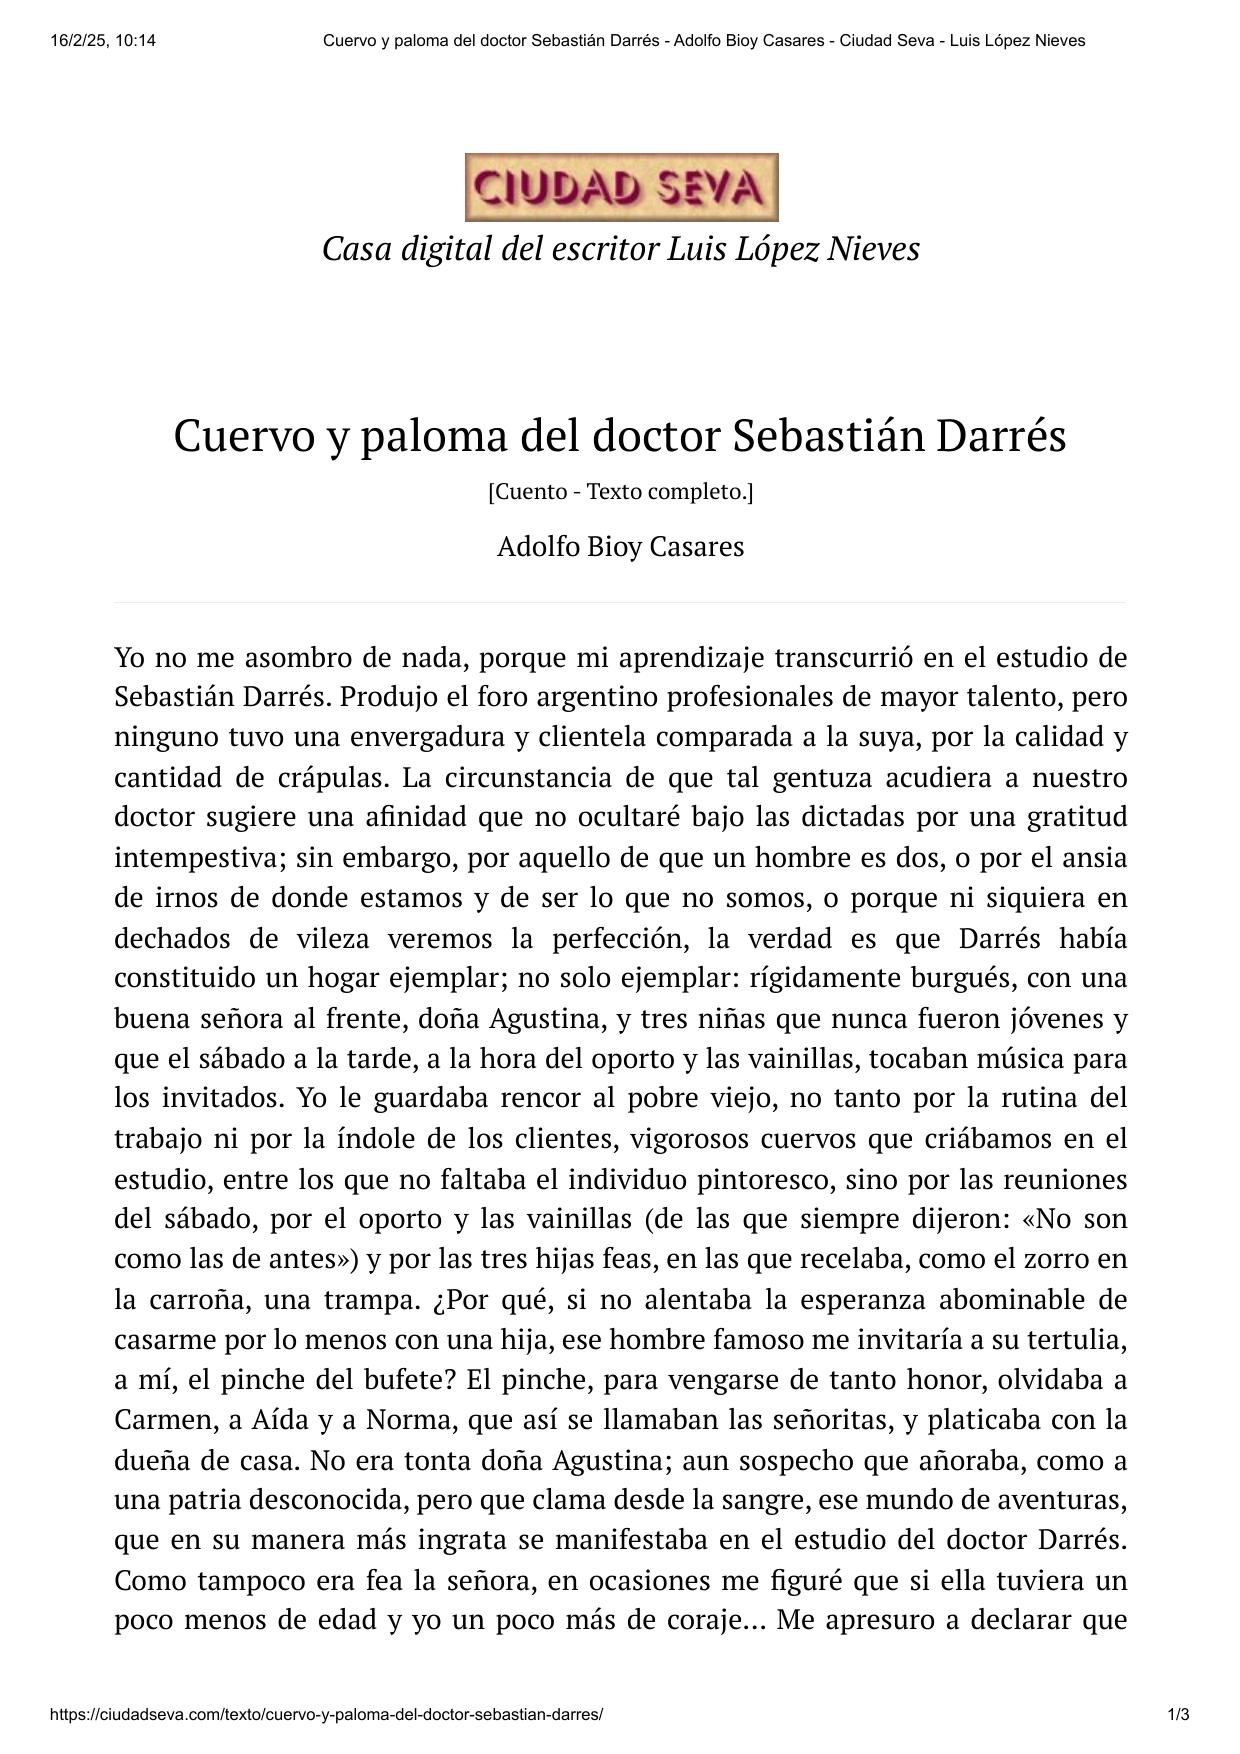 16/2/25, 10:14
Cuervo y paloma del doctor Sebastián Darrés - Adolfo Bioy Casares - Ciudad Seva - Luis López Nieves
CIUDAD SEVA
Casa digital del escritor Luis López Nieves
Cuervo y paloma del doctor Sebastián Darrés
[Cuento - Texto completo.]
Adolfo Bioy Casares
Yo no me asombro de nada, porque mi aprendizaje transcurrió en el estudio de
Sebastián Darrés. Produjo el foro argentino profesionales de mayor talento, pero
ninguno tuvo una envergadura y clientela comparada a la suya, por la calidad y
cantidad de crápulas. La circunstancia de que tal gentuza acudiera a nuestro
doctor sugiere una afinidad que no ocultaré bajo las dictadas por una gratitud
intempestiva; sin embargo, por aquello de que un hombre es dos, o por el ansia
de irnos de donde estamos y de ser lo que no somos, o porque ni siquiera en
dechados de vileza veremos la perfección, la verdad es que Darrés había
constituido un hogar ejemplar; no solo ejemplar: rígidamente burgués, con una
buena señora al frente, doña Agustina, y tres niñas que nunca fueron jóvenes y
que el sábado a la tarde, a la hora del oporto y las vainillas, tocaban música para
los invitados. Yo le guardaba rencor al pobre viejo, no tanto por la rutina del
trabajo ni por la índole de los clientes, vigorosos cuervos que criábamos en el
estudio, entre los que no faltaba el individuo pintoresco, sino por las reuniones
del sábado, por el oporto y las vainillas (de las que siempre dijeron: «No son
como las de antes») y por las tres hijas feas, en las que recelaba, como el zorro en
la carroña, una trampa. ¿Por qué, si no alentaba la esperanza abominable de
casarme por lo menos con una hija, ese hombre famoso me invitaría a su tertulia,
a mí, el pinche del bufete? El pinche, para vengarse de tanto honor, olvidaba a
Carmen, a Aída y a Norma, que así se llamaban las señoritas, y platicaba con la
dueña de casa. No era tonta doña Agustina; aun sospecho que añoraba, como a
una patria desconocida, pero que clama desde la sangre, ese mundo de aventuras,
que en su manera más ingrata se manifestaba en el estudio del doctor Darrés.
Como tampoco era fea la señora, en ocasiones me figuré que si ella tuviera un
poco menos de edad y yo un poco más de coraje… Me apresuro a declarar que
https://ciudadseva.com/texto/cuervo-y-paloma-del-doctor-sebastian-darres/
1/3